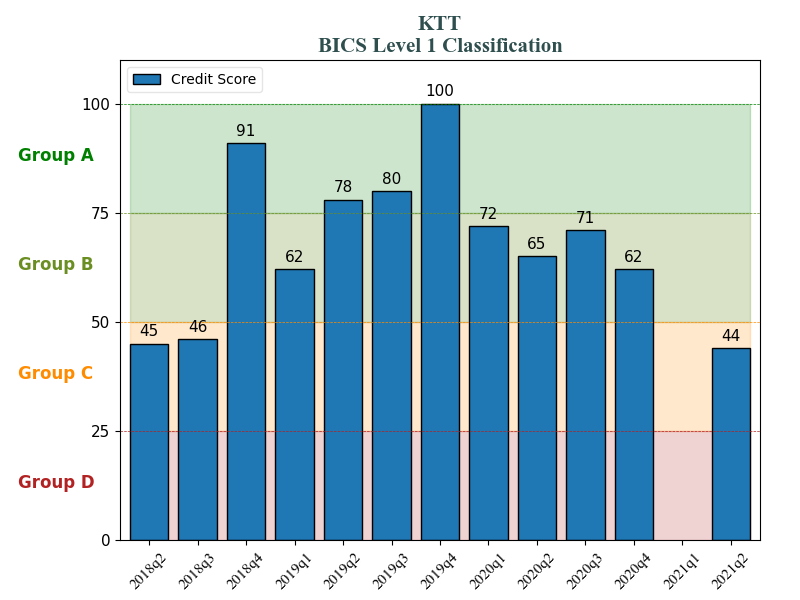 KTT
BICS Level 1 Classification
Credit Score
100
75
50
25
0
Group A
Group B
Group C
Group D
45
46
91
62
78
80
100
72
65
71
62
44
2018q2
2018q3
2018q4
2019q1
2019q2
2019q3
2019q4
2020q1
2020q2
2020q3
2020q4
2021q1
2021q2